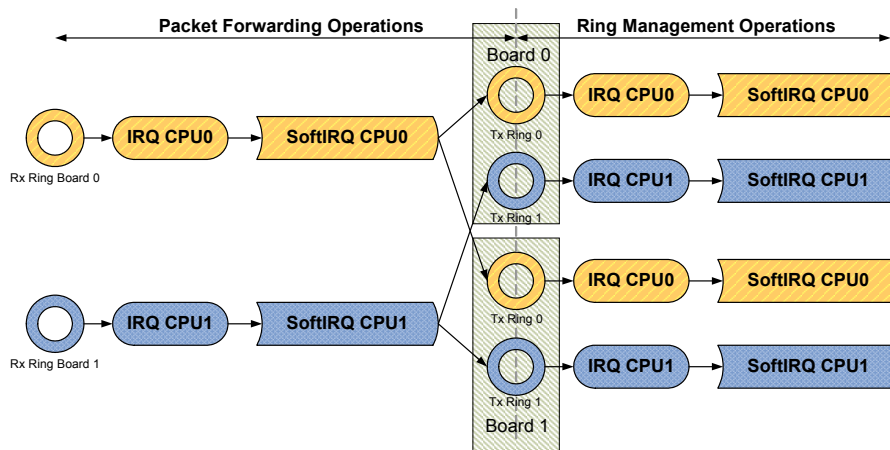 Packet Forwarding Operations
Ring Management Operations
Board 0
IRQ CPU0
SoftIRQ CPU0
Rx Ring Board 0
Tx Ring 0
IRQ CPU0
SoftIRQ CPU0
Tx Ring 1
IRQ CPU1
SoftIRQ CPU1
IRQ CPU1
SoftIRQ CPU1
Rx Ring Board 1
Tx Ring 0
IRQ CPU0
SoftIRQ CPU0
Tx Ring 1
IRQ CPU1
SoftIRQ CPU1
Board 1